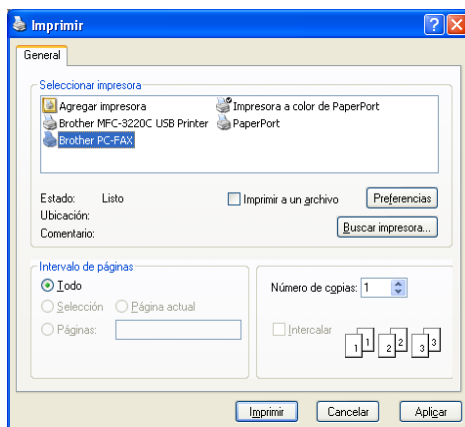 Imprimir
General
Seleccionar impresora
Agregar impresora
Impresora a color de PaperPort
Brother MFC-3220C USB Printer
PaperPort
Brother PC-FAX
Estado: Listo
Imprimir a un archivo
Preferencias
Ubicación:
Comentario:
Buscar impresora...
Intervalo de páginas
Todo
Selección
Página actual
Páginas:
Número de copias: 1
Intercalar
1 1 2 2 3 3
Imprimir
Cancelar
Aplicar